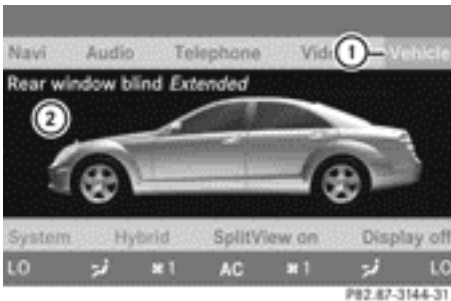 Navi Audio Telephone Vid 1 Vehicle
Rear window blind Extended
2
System Hybrid SplitView on Display off
LO 1 AC 1 LO
P82.87-3144-31